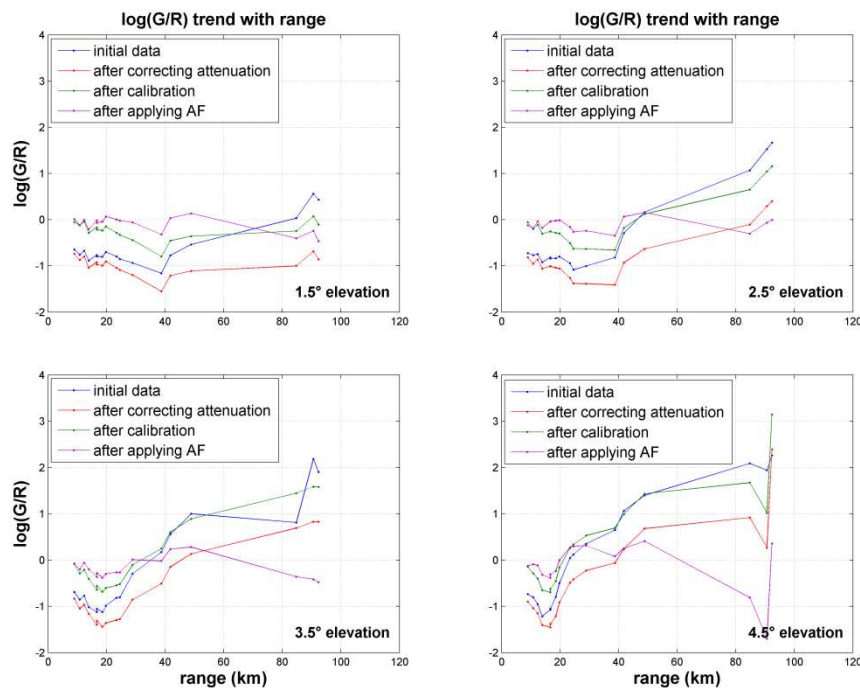 log(G/R) trend with range
4
3
2
1
0
-1
-2
log(G/R)
initial data
after correcting attenuation
after calibration
after applying AF
1.5° elevation
0 20 40 60 80 100 120
log(G/R) trend with range
4
3
2
1
0
-1
-2
log(G/R)
initial data
after correcting attenuation
after calibration
after applying AF
2.5° elevation
0 20 40 60 80 100 120
4
3
2
1
0
-1
-2
log(G/R)
initial data
after correcting attenuation
after calibration
after applying AF
3.5° elevation
0 20 40 60 80 100 120
range (km)
4
3
2
1
0
-1
-2
log(G/R)
initial data
after correcting attenuation
after calibration
after applying AF
4.5° elevation
0 20 40 60 80 100 120
range (km)